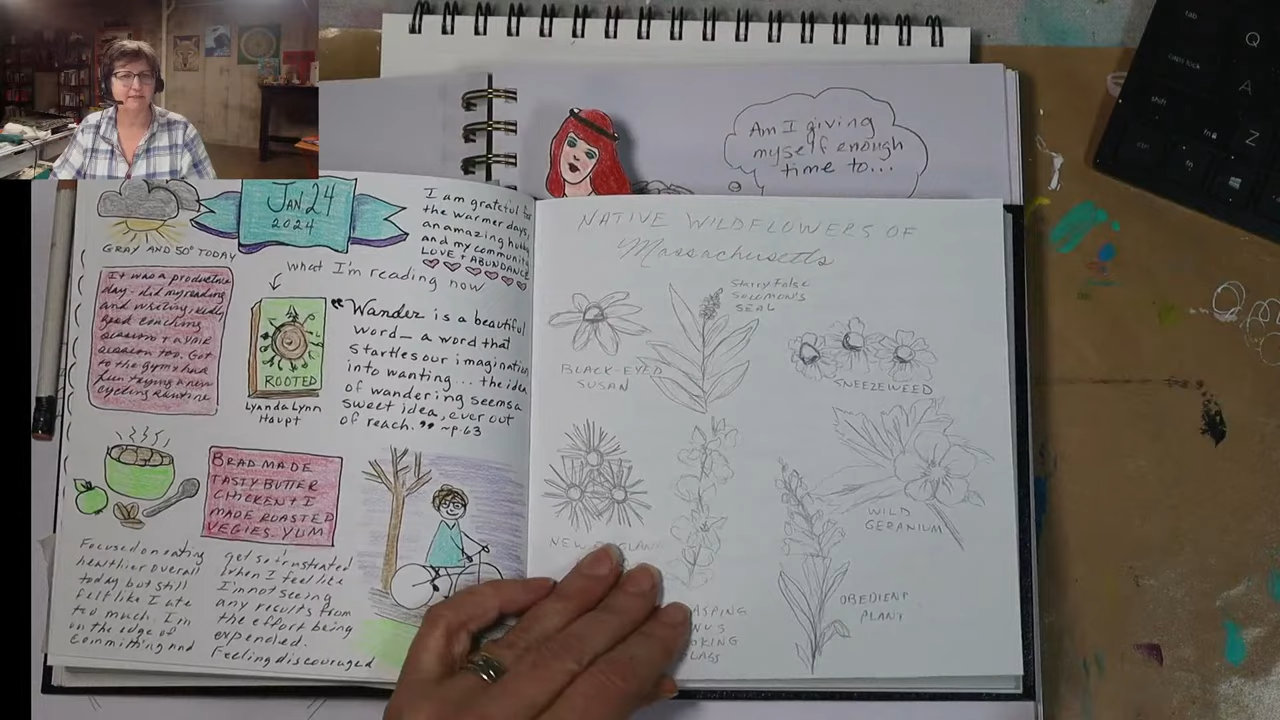 Am I giving
myself enough
time to...
JAN 24
2024
GRAY AND 50° TODAY
I am grateful for
the warmer days,
an amazing
and my community
LOVE + ABUNDANCE
what I'm reading
now
It was a productive
day - did my reading
and writing,
good coaching
session
session too. Got
to the gym + had
fun trying a new
cycling routine
ROOTED
Lyanda Lynn
Haupt
"Wander is a beautiful
word— a word that
startles our imagination
into wanting... the idea
of wandering seems a
sweet idea, ever out
of reach." ~p.63
BRAD MADE
TASTY BUTTER
CHICKEN + I
MADE ROASTED
VEGIES. YUM
Focused on eating
healthier overall
today but still
felt like I ate
too much. I'm
on the edge of
committing and
get so frustrated
when I feel like
I'm not seeing
any results from
the effort being
expended.
Feeling discouraged
NATIVE WILDFLOWERS OF
Massachusetts
BLACK-EYED
SUSAN
Starry False
SOLOMON'S
SEAL
SNEEZEWEED
NEW
WILD
GERANIUM
OBEDIENT
PLANT
tab
Q
caps lock
A
shift
Z
fn